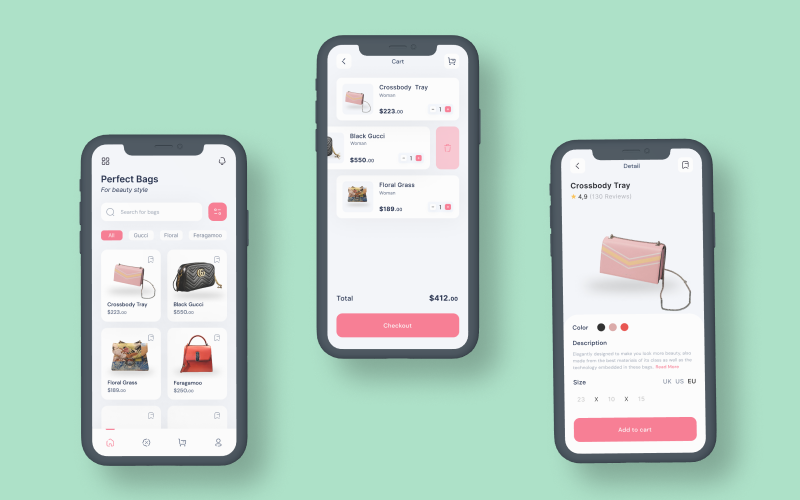 Perfect Bags
For beauty style
Search for bags
All
Gucci
Floral
Feragamoo
Crossbody Tray
$223.00
Black Gucci
$550.00
Floral Grass
$189.00
Feragamoo
$250.00
Cart
Crossbody Tray
Woman
$223.00
- 1
Black Gucci
Woman
$550.00
- 1
Floral Grass
Woman
$189.00
- 1
Total
$412.00
Checkout
Detail
Crossbody Tray
4,9 (130 Reviews)
Color
Description
Elegantly designed to make you look more beauty, also
made from the best materials of its class as well as the
technology embedded in these bags. Read More
Size
UK US EU
23 X 10 X 15
Add to cart